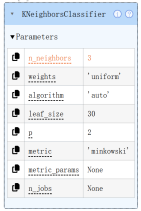 KNeighborsClassifier
Parameters
n_neighbors 3
weights 'uniform'
algorithm 'auto'
leaf_size 30
p 2
metric 'minkowski'
metric_params None
n_jobs None